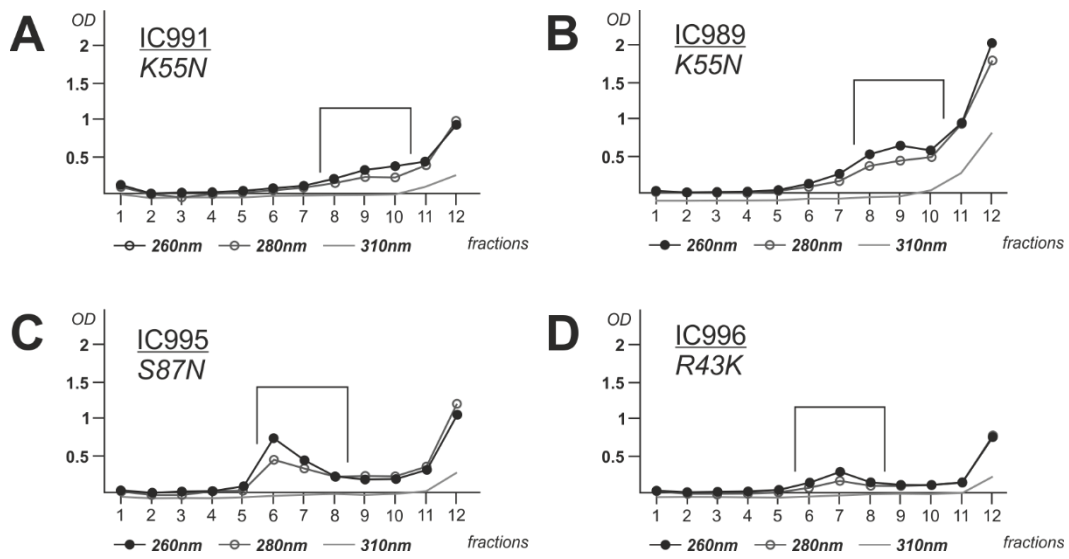 A
OD
IC991
K55N
2
1.5
1
0.5
1 2 3 4 5 6 7 8 9 10 11 12
260nm 280nm 310nm fractions
B
OD
IC989
K55N
2
1.5
1
0.5
1 2 3 4 5 6 7 8 9 10 11 12
260nm 280nm 310nm fractions
C
OD
IC995
S87N
2
1.5
1
0.5
1 2 3 4 5 6 7 8 9 10 11 12
260nm 280nm 310nm fractions
D
OD
IC996
R43K
2
1.5
1
0.5
1 2 3 4 5 6 7 8 9 10 11 12
260nm 280nm 310nm fractions